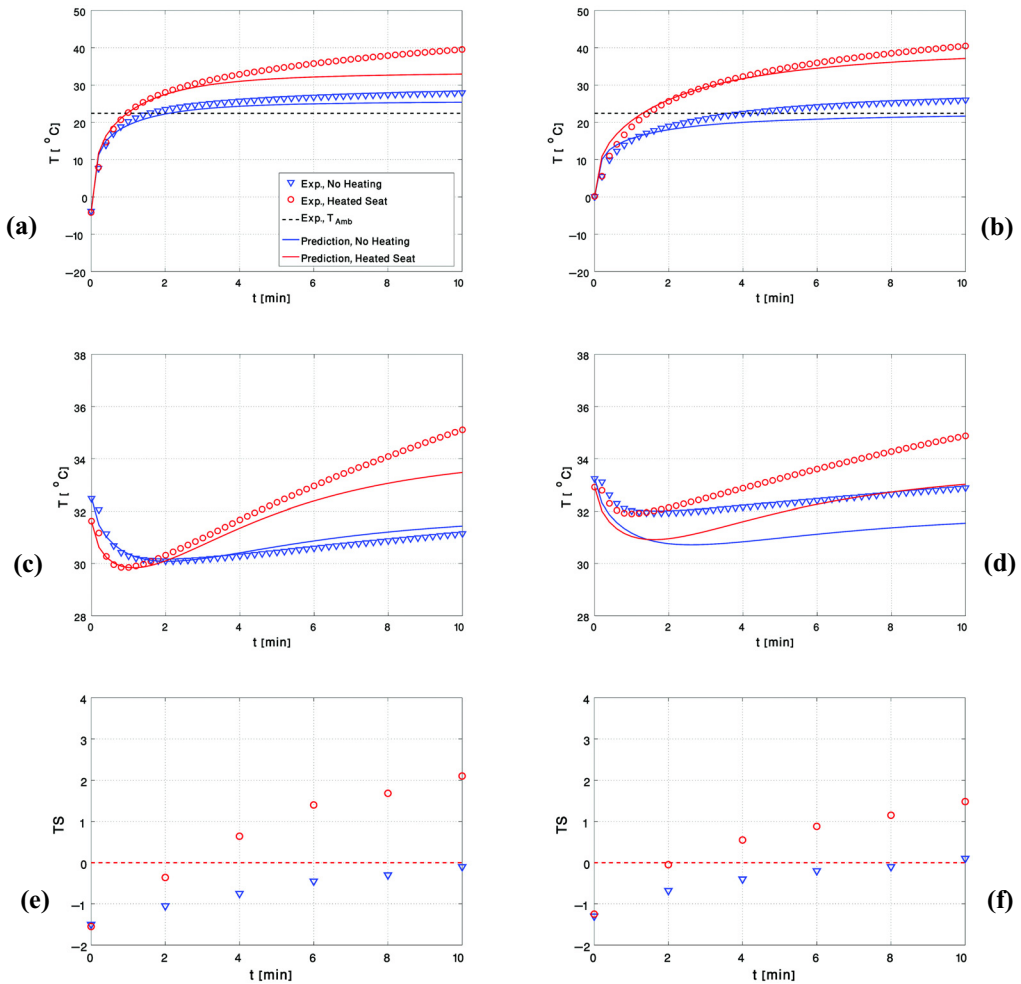 50
40
30
20
10
0
−10
−20
T [ °C]
0 2 4 6 8 10
t [min]
Exp., No Heating
Exp., Heated Seat
Exp., T Amb
Prediction, No Heating
Prediction, Heated Seat
(a)
50
40
30
20
10
0
−10
−20
T [ °C]
0 2 4 6 8 10
t [min]
(b)
38
36
34
32
30
28
T [ °C]
0 2 4 6 8 10
t [min]
(c)
38
36
34
32
30
28
T [ °C]
0 2 4 6 8 10
t [min]
(d)
4
3
2
1
0
−1
−2
TS
0 2 4 6 8 10
t [min]
(e)
4
3
2
1
0
−1
−2
TS
0 2 4 6 8 10
t [min]
(f)